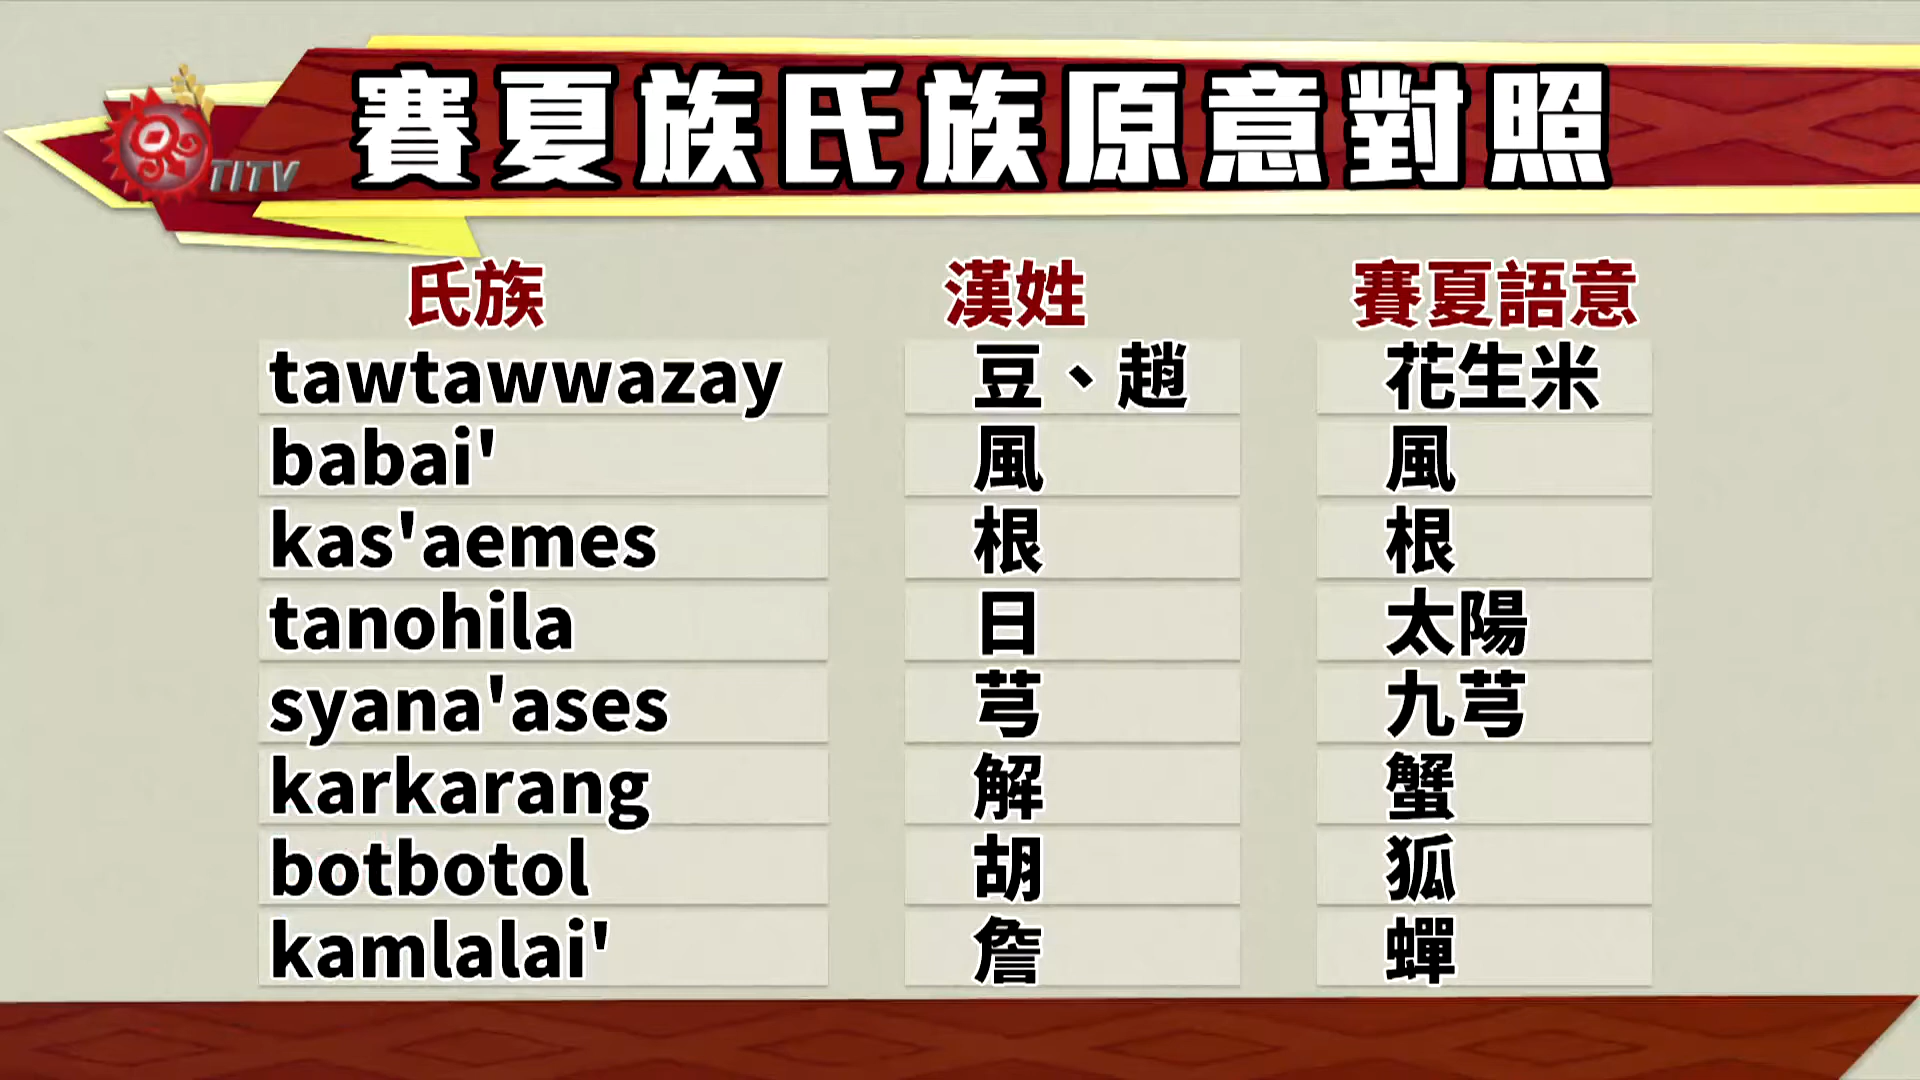 賽夏族氏族原意對照
TITV
氏族 漢姓 賽夏語意
tawtawwazay 豆、趙 花生米
babai' 風 風
kas'aemes 根 根
tanohila 日 太陽
syana'ases 芎 九芎
karkarang 解 蟹
botbotol 胡 狐
kamlalai' 詹 蟬